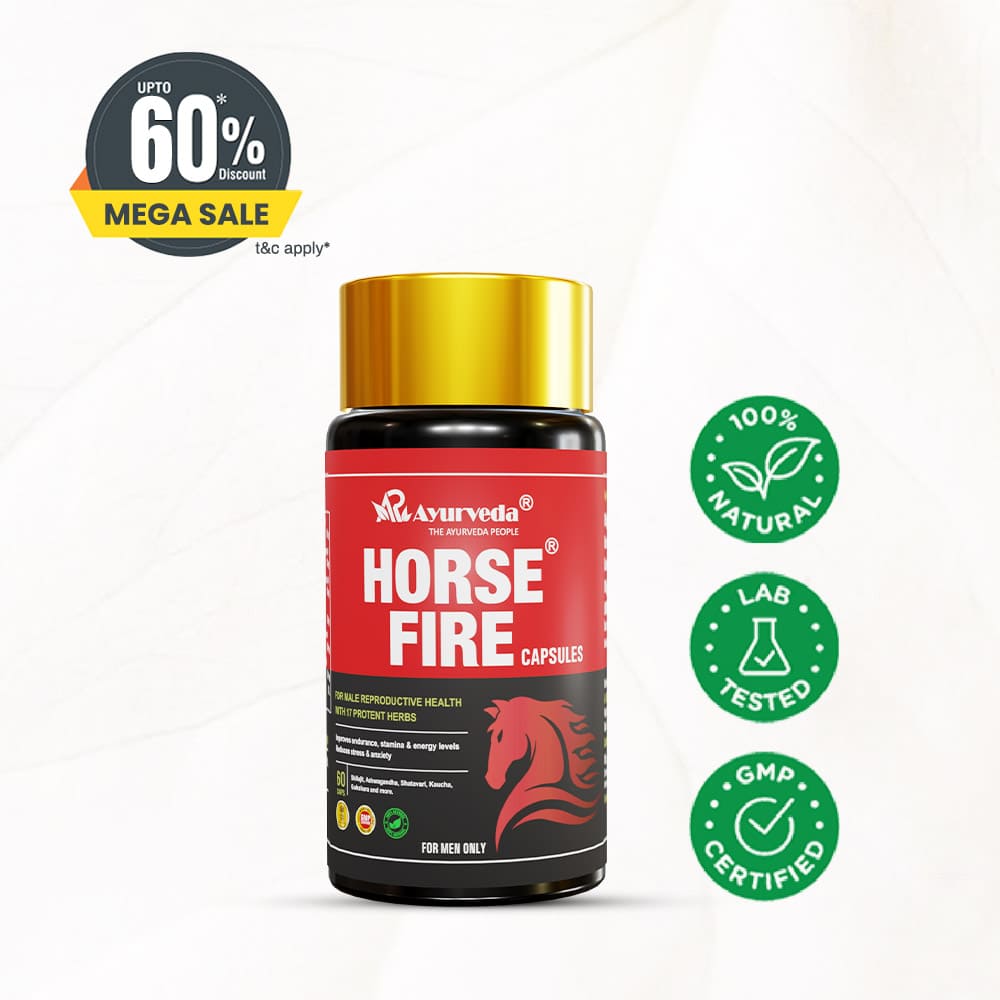 UPTO
60%*
Discount
MEGA SALE
t&c apply*
Ayurveda®
THE AYURVEDA PEOPLE
HORSE®
FIRE CAPSULES
FOR MALE REPRODUCTIVE HEALTH
WITH 17 PROTENT HERBS
Improves endurance, stamina & energy levels
Reduces stress & anxiety
60
CAPS
Shilajit, Ashwagandha, Shatavari, Kaucha,
Gokshura and more.
GMP
FOR MEN ONLY
100%
NATURAL
LAB
TESTED
GMP
CERTIFIED